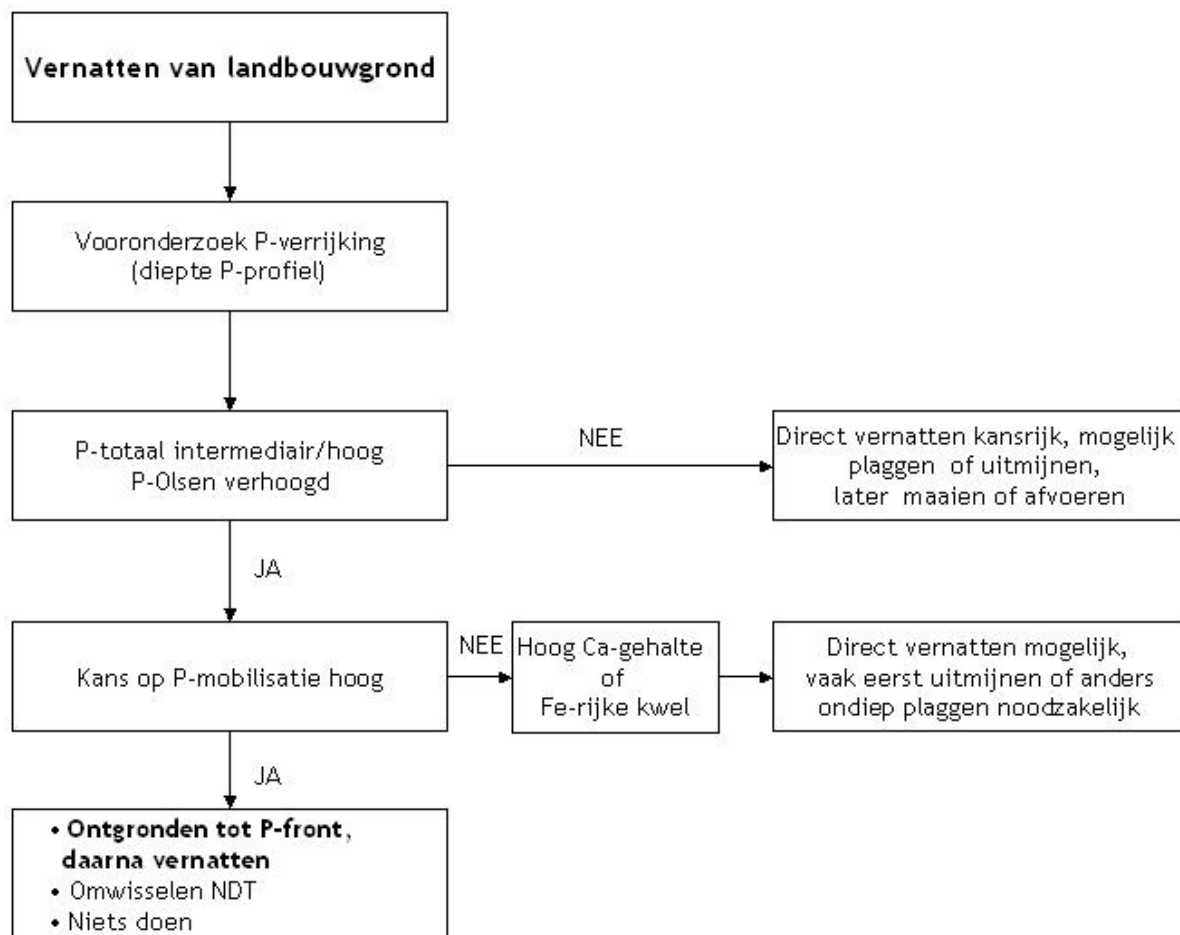 Vernatten van landbouwgrond
Vooronderzoek P-verrijking
(diepte P-profiel)
P-totaal intermediair/hoog
P-Olsen verhoogd
NEE
Direct vernatten kansrijk, mogelijk
plaggen of uitmijnen,
later maaien of afvoeren
JA
Kans op P-mobilisatie hoog
NEE
Hoog Ca-gehalte
of
Fe-rijke kwel
Direct vernatten mogelijk,
vaak eerst uitmijnen of anders
ondiep plaggen noodzakelijk
JA
• Ontgronden tot P-front,
daarna vernatten
• Omwisselen NDT
• Niets doen